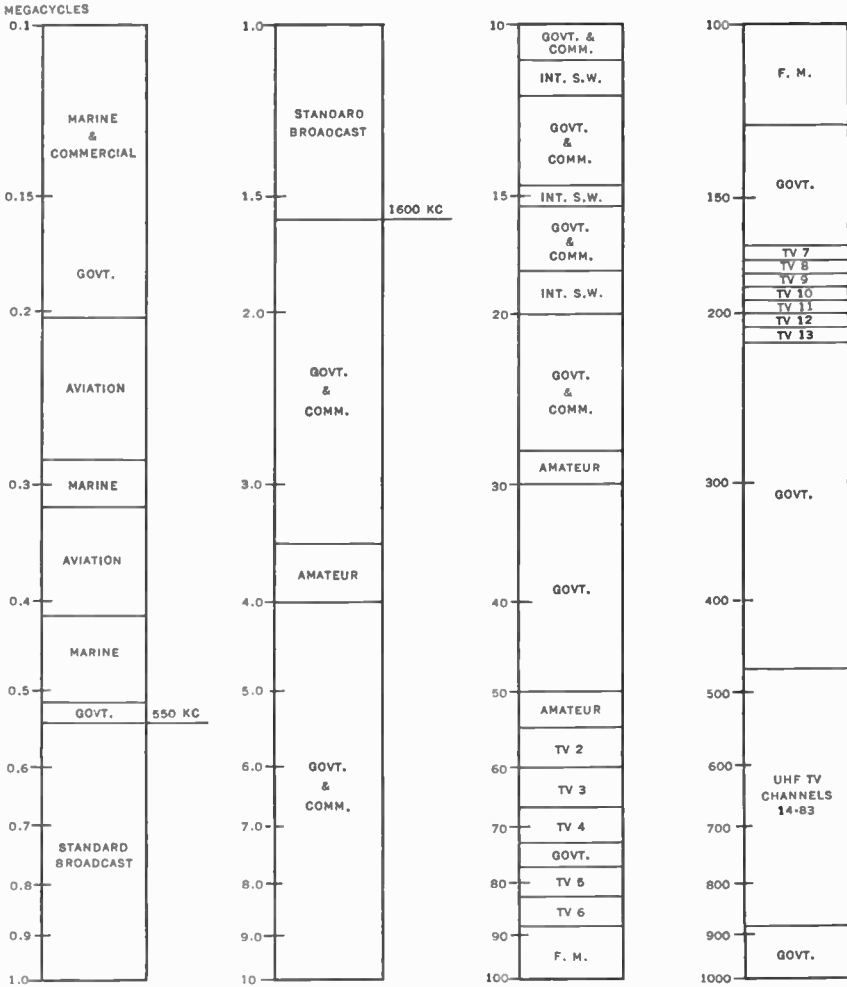 MEGACYCLES
0.1
0.15
0.2
0.3
0.4
0.5
0.6
0.7
0.8
0.9
1.0
MARINE
&
COMMERCIAL
GOVT.
AVIATION
MARINE
AVIATION
MARINE
GOVT.
550 KC
STANDARD
BROADCAST
1.0
1.5
2.0
3.0
4.0
5.0
6.0
7.0
8.0
9.0
10
STANDARD
BROADCAST
1600 KC
GOVT.
&
COMM.
AMATEUR
GOVT.
&
COMM.
10
15
20
30
40
50
60
70
80
90
100
GOVT. &
COMM.
INT. S.W.
GOVT.
&
COMM.
INT. S.W.
GOVT.
&
COMM.
INT. S.W.
GOVT.
&
COMM.
AMATEUR
GOVT.
AMATEUR
TV 2
TV 3
TV 4
GOVT.
TV 5
TV 6
F. M.
100
150
200
300
400
500
600
700
800
900
1000
F. M.
GOVT.
TV 7
TV 8
TV 9
TV 10
TV 11
TV 12
TV 13
GOVT.
UHF TV
CHANNELS
14-83
GOVT.